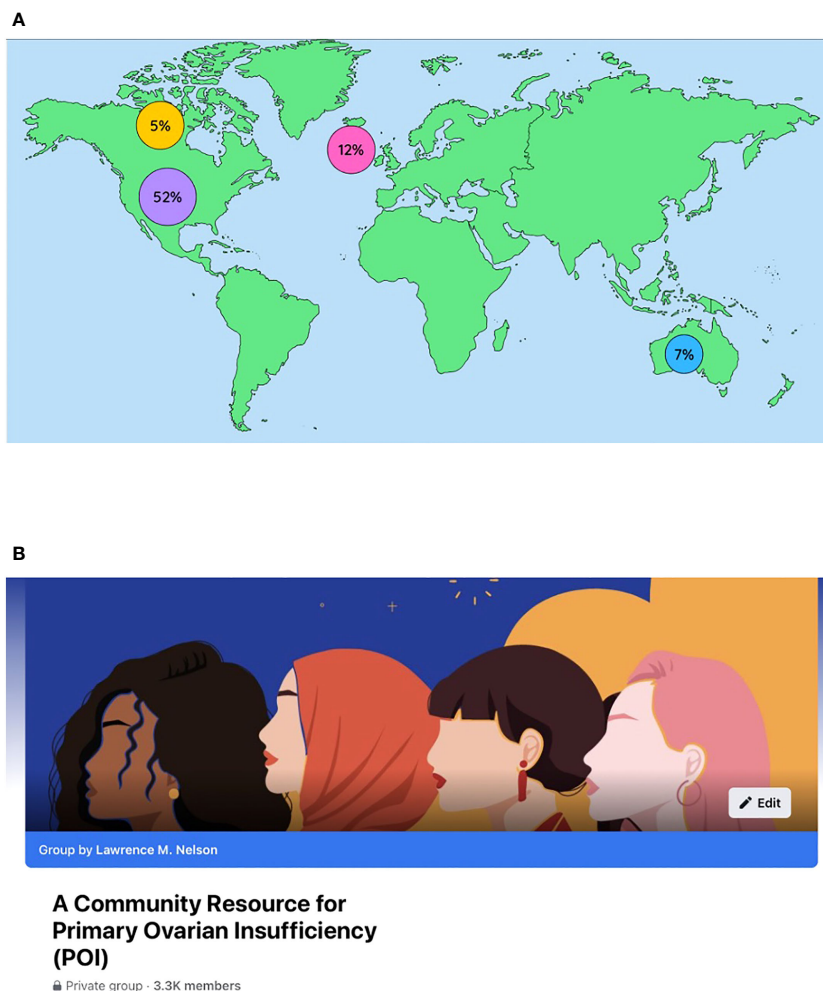 A
5%
12%
52%
7%
B
Edit
Group by Lawrence M. Nelson
A Community Resource for
Primary Ovarian Insufficiency
(POI)
Private group · 3.3K members